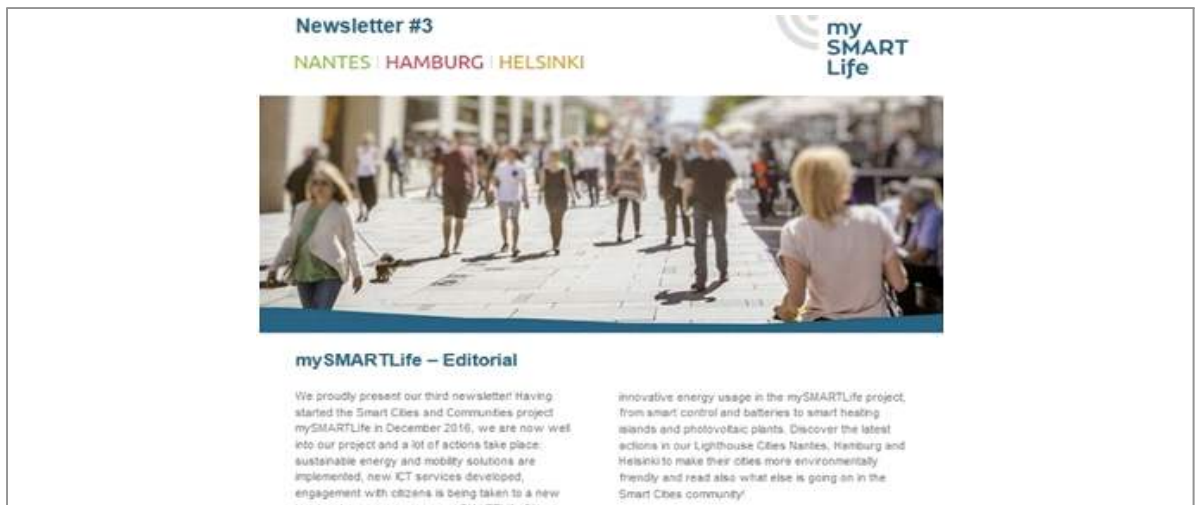 Newsletter #3
NANTES | HAMBURG | HELSINKI
my
SMART
Life
mySMARTLife – Editorial
We proudly present our third newsletter! Having
started the Smart Cities and Communities project
mySMARTLife in December 2016, we are now well
into our project and a lot of actions take place:
sustainable energy and mobility solutions are
implemented, new ICT services developed,
engagement with citizens is being taken to a new
innovative energy usage in the mySMARTLife project,
from smart control and batteries to smart heating
islands and photovoltaic plants. Discover the latest
actions in our Lighthouse Cities Nantes, Hamburg and
Helsinki to make their cities more environmentally
friendly and read also what else is going on in the
Smart Cities community!